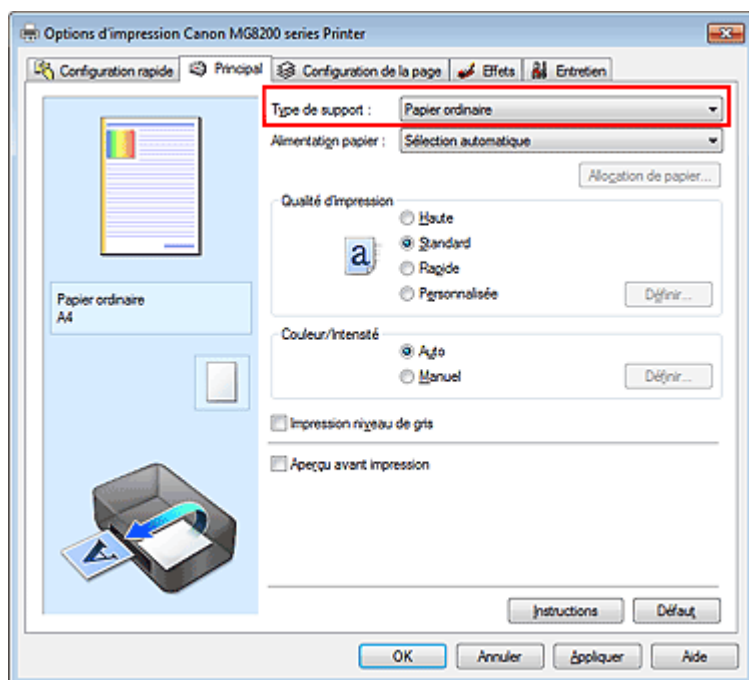 Options d'impression Canon MG8200 series Printer
Configuration rapide Principal Configuration de la page Effets Entretien
Type de support : Papier ordinaire
Alimentation papier : Sélection automatique
Allocation de papier...
Qualité d'impression
Haute
a Standard
Rapide
Personnalisée Définir...
Papier ordinaire
A4
Couleur/Intensité
Auto
Manuel Définir...
Impression niveau de gris
Aperçu avant impression
A
Instructions Défaut
OK Annuler Appliquer Aide